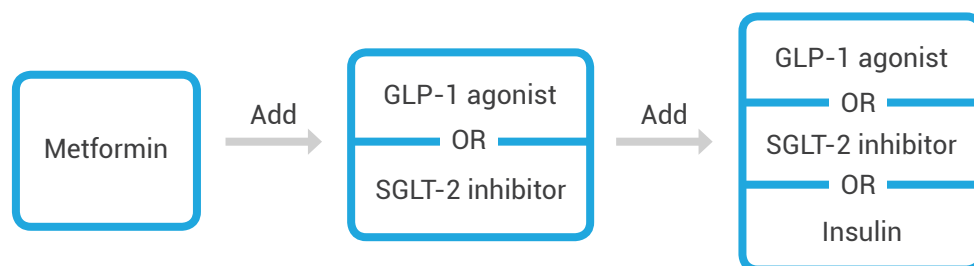 Metformin
Add
GLP-1 agonist
OR
SGLT-2 inhibitor
Add
GLP-1 agonist
OR
SGLT-2 inhibitor
OR
Insulin